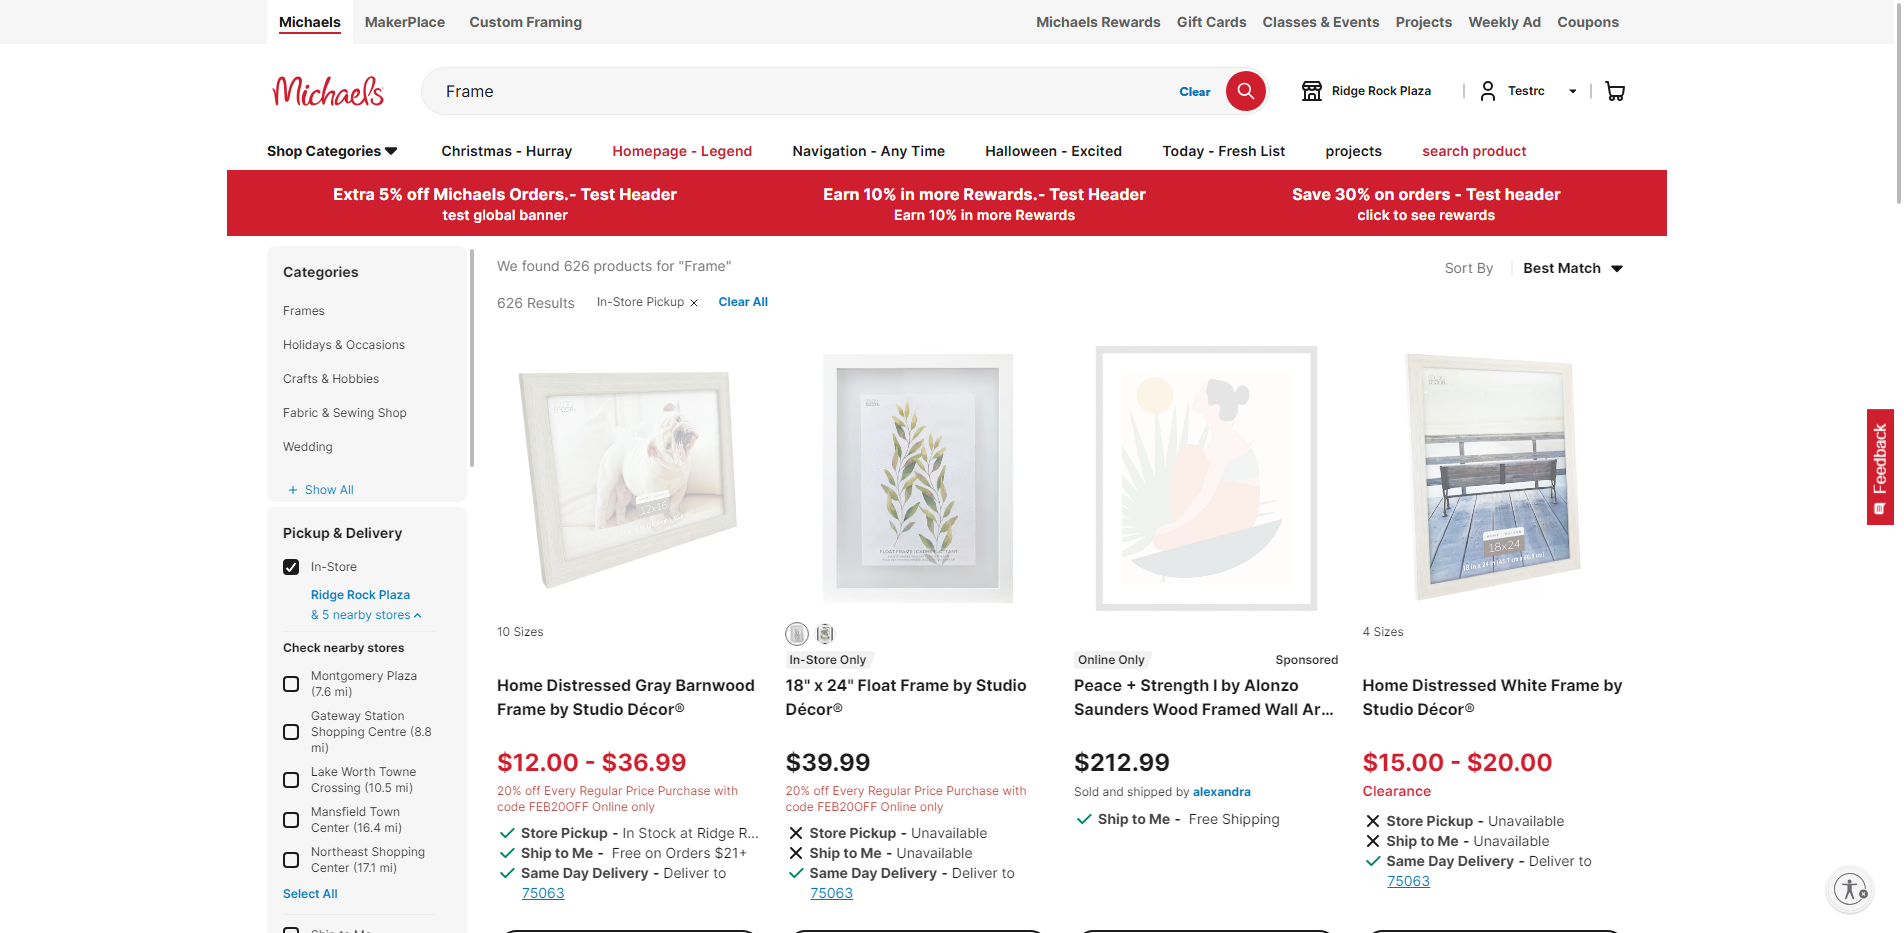 Michaels
MakerPlace
Custom Framing
Michaels Rewards
Gift Cards
Classes & Events
Projects
Weekly Ad
Coupons
Michaels
Frame
Clear
Ridge Rock Plaza
Testrc
Shop Categories
Christmas - Hurray
Homepage - Legend
Navigation - Any Time
Halloween - Excited
Today - Fresh List
projects
search product
Extra 5% off Michaels Orders.- Test Header
test global banner
Earn 10% in more Rewards.- Test Header
Earn 10% in more Rewards
Save 30% on orders - Test header
click to see rewards
Categories
Frames
Holidays & Occasions
Crafts & Hobbies
Fabric & Sewing Shop
Wedding
+ Show All
Pickup & Delivery
In-Store
Ridge Rock Plaza
& 5 nearby stores
Check nearby stores
Montgomery Plaza
(7.6 mi)
Gateway Station
Shopping Centre (8.8
mi)
Lake Worth Towne
Crossing (10.5 mi)
Mansfield Town
Center (16.4 mi)
Northeast Shopping
Center (17.1 mi)
Select All
Ship to Me
We found 626 products for "Frame"
Sort By
Best Match
626 Results
In-Store Pickup
Clear All
10 Sizes
Home Distressed Gray Barnwood
Frame by Studio Décor®
$12.00 - $36.99
20% off Every Regular Price Purchase with
code FEB20OFF Online only
Store Pickup - In Stock at Ridge R...
Ship to Me - Free on Orders $21+
Same Day Delivery - Deliver to
75063
In-Store Only
18" x 24" Float Frame by Studio
Décor®
$39.99
20% off Every Regular Price Purchase with
code FEB20OFF Online only
Store Pickup - Unavailable
Ship to Me - Unavailable
Same Day Delivery - Deliver to
75063
Online Only
Sponsored
Peace + Strength I by Alonzo
Saunders Wood Framed Wall Ar...
$212.99
Sold and shipped by alexandra
Ship to Me - Free Shipping
18x24
4 Sizes
Home Distressed White Frame by
Studio Décor®
$15.00 - $20.00
Clearance
Store Pickup - Unavailable
Ship to Me - Unavailable
Same Day Delivery - Deliver to
75063
Feedback